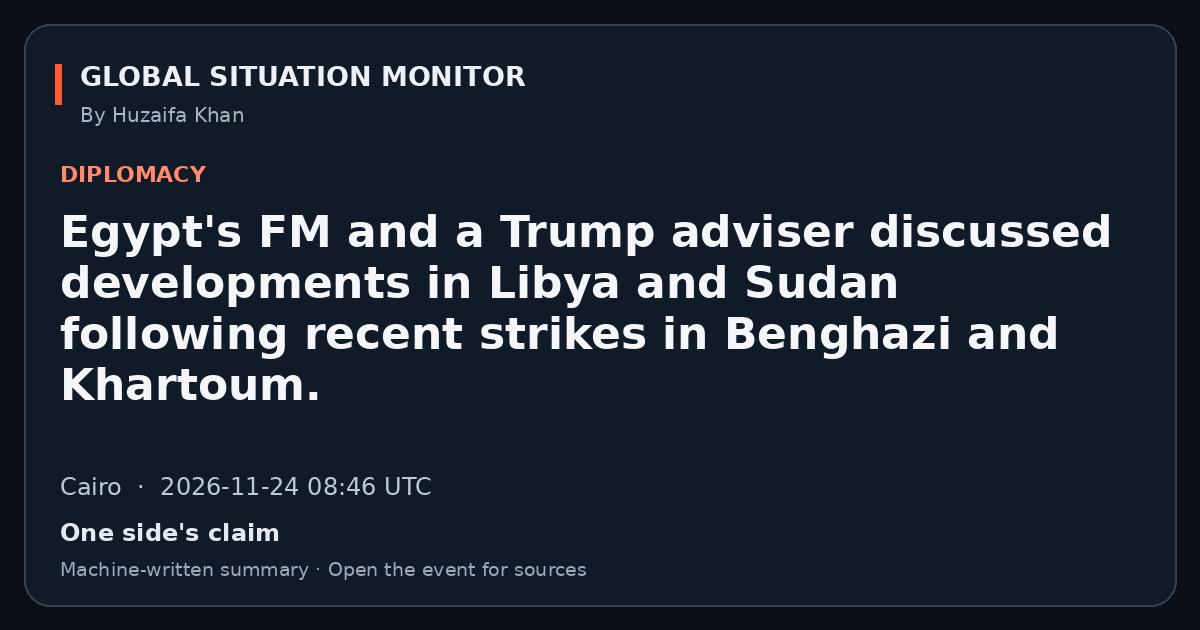 GLOBAL SITUATION MONITOR
By Huzaifa Khan
DIPLOMACY
Egypt's FM and a Trump adviser discussed
developments in Libya and Sudan
following recent strikes in Benghazi and
Khartoum.
Cairo · 2026-11-24 08:46 UTC
One side's claim
Machine-written summary · Open the event for sources